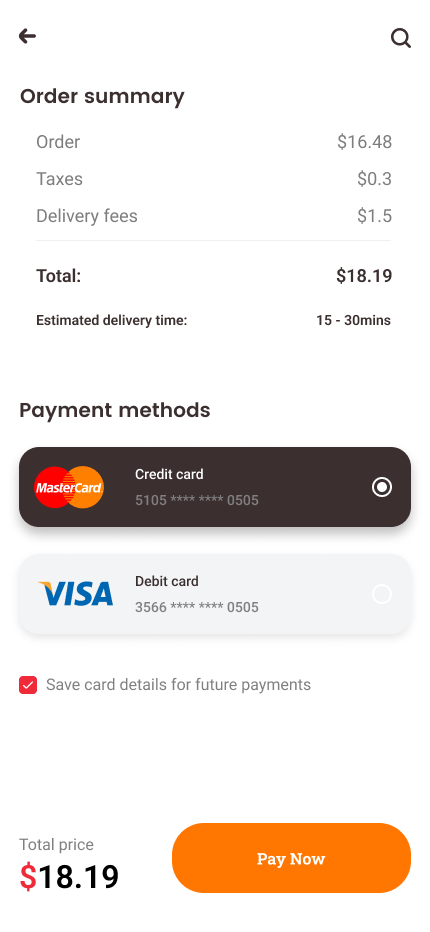 Order summary
Order $16.48
Taxes $0.3
Delivery fees $1.5
Total: $18.19
Estimated delivery time: 15 - 30mins
Payment methods
MasterCard
Credit card
5105 **** **** 0505
VISA
Debit card
3566 **** **** 0505
Save card details for future payments
Total price
$18.19
Pay Now